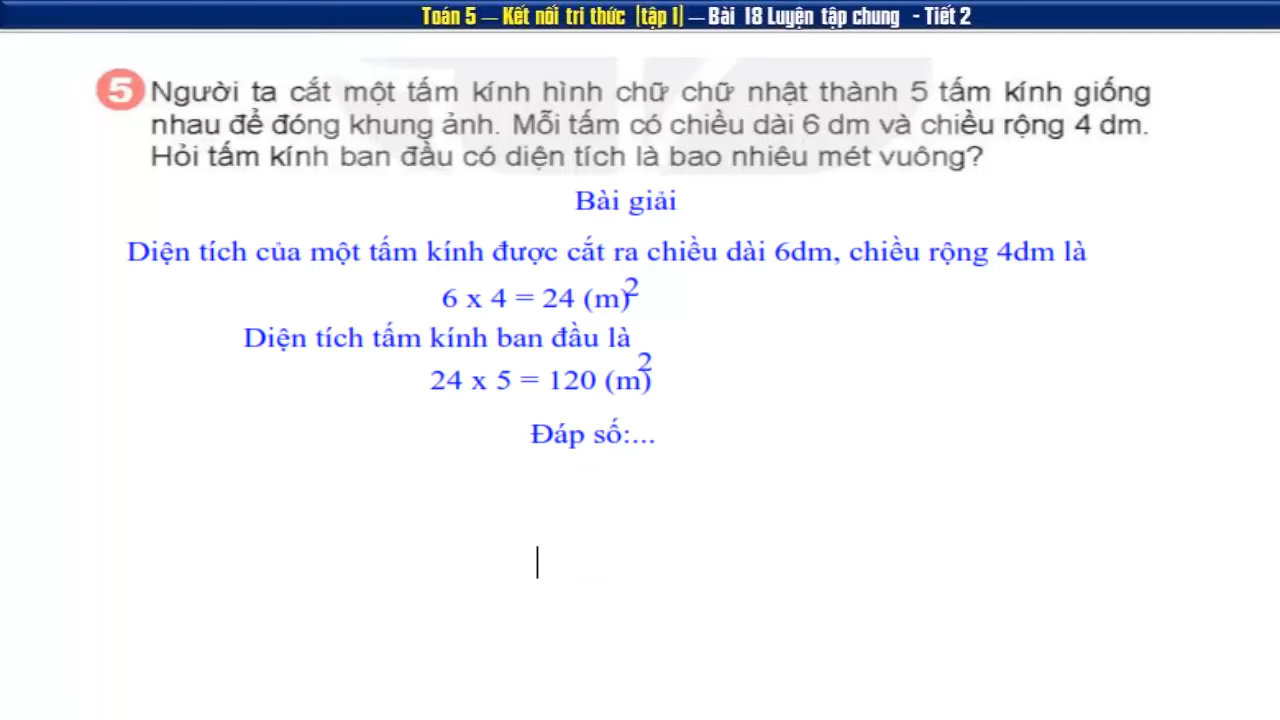 Toán 5 – Kết nối tri thức (tập 1) – Bài 18 Luyện tập chung - Tiết 2
5 Người ta cắt một tấm kính hình chữ chữ nhật thành 5 tấm kính giống
nhau để đóng khung ảnh. Mỗi tấm có chiều dài 6 dm và chiều rộng 4 dm.
Hỏi tấm kính ban đầu có diện tích là bao nhiêu mét vuông?
Bài giải
Diện tích của một tấm kính được cắt ra chiều dài 6dm, chiều rộng 4dm là
6 x 4 = 24 (m)²
Diện tích tấm kính ban đầu là
24 x 5 = 120 (m)²
Đáp số:...